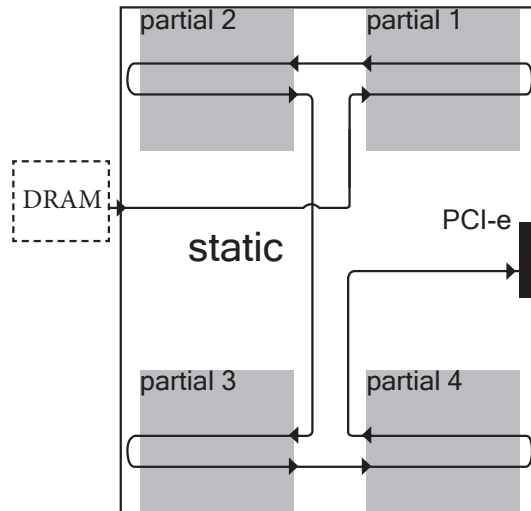 partial 2
partial 1
DRAM
PCI-e
static
partial 3
partial 4